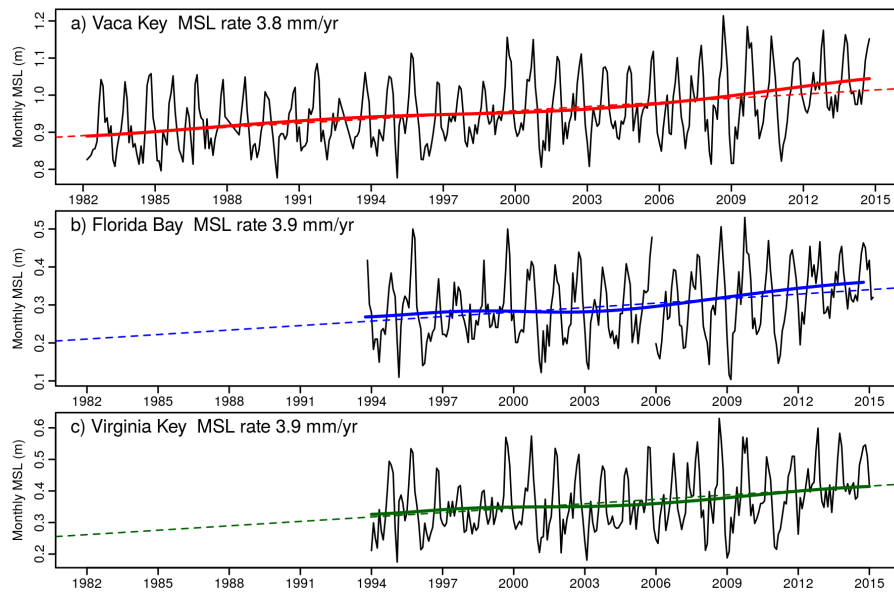 a) Vaca Key  MSL rate 3.8 mm/yr
Monthly MSL (m)
1.2
1.1
1.0
0.9
0.8
1982 1985 1988 1991 1994 1997 2000 2003 2006 2009 2012 2015
b) Florida Bay  MSL rate 3.9 mm/yr
Monthly MSL (m)
0.5
0.4
0.3
0.2
0.1
1982 1985 1988 1991 1994 1997 2000 2003 2006 2009 2012 2015
c) Virginia Key  MSL rate 3.9 mm/yr
Monthly MSL (m)
0.6
0.5
0.4
0.3
0.2
1982 1985 1988 1991 1994 1997 2000 2003 2006 2009 2012 2015